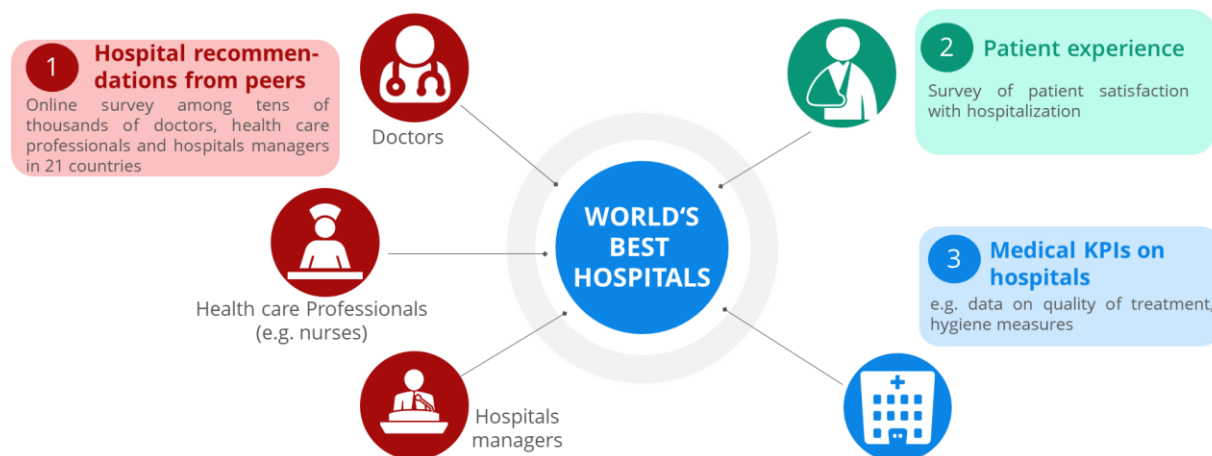 1
Hospital recommen-
dations from peers
Online survey among tens of
thousands of doctors, health care
professionals and hospitals managers
in 21 countries
Doctors
Health care Professionals
(e.g. nurses)
Hospitals
managers
WORLD‘S
BEST
HOSPITALS
2
Patient experience
Survey of patient satisfaction
with hospitalization
3
Medical KPIs on
hospitals
e.g. data on quality of treatment,
hygiene measures